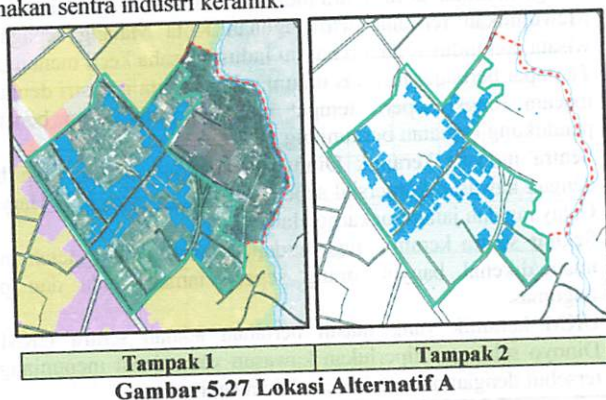 nakan sentra industri keramik.
Tampak 1
Tampak 2
Gambar 5.27 Lokasi Alternatif A